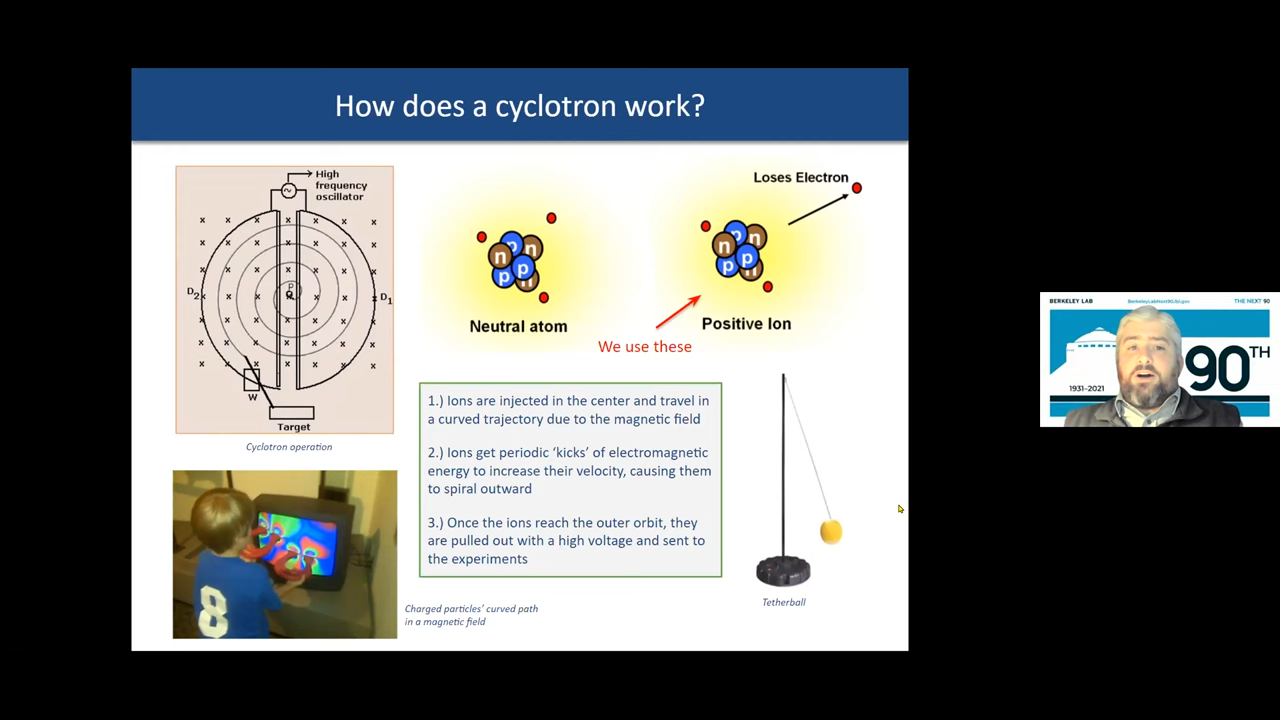 How does a cyclotron work?
High
frequency
oscillator
D2
D1
W
Target
Cyclotron operation
Loses Electron
p
n
n
p
p
n
p
n
n
p
p
n
Neutral atom
Positive Ion
We use these
1.) Ions are injected in the center and travel in
a curved trajectory due to the magnetic field
2.) Ions get periodic ‘kicks’ of electromagnetic
energy to increase their velocity, causing them
to spiral outward
3.) Once the ions reach the outer orbit, they
are pulled out with a high voltage and sent to
the experiments
8
Charged particles’ curved path
in a magnetic field
Tetherball
BERKELEY LAB
BerkeleyLabNext90.lbl.gov
THE NEXT 90
90TH
1931–2021